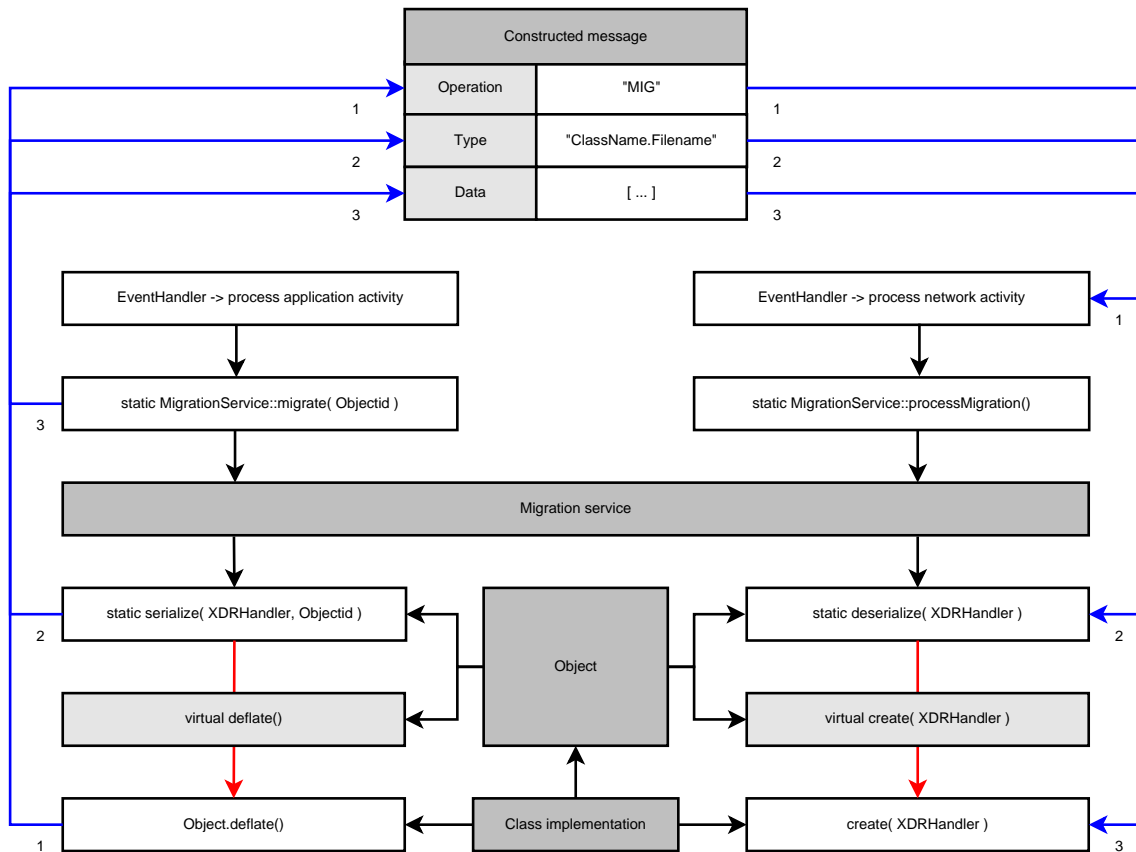 Constructed message
Operation
"MIG"
1
1
Type
"ClassName.Filename"
2
2
Data
[ ... ]
3
3
EventHandler -> process application activity
EventHandler -> process network activity
1
static MigrationService::migrate( Objectid )
static MigrationService::processMigration()
3
Migration service
static serialize( XDRHandler, Objectid )
static deserialize( XDRHandler )
2
2
Object
virtual deflate()
virtual create( XDRHandler )
Object.deflate()
Class implementation
create( XDRHandler )
1
3